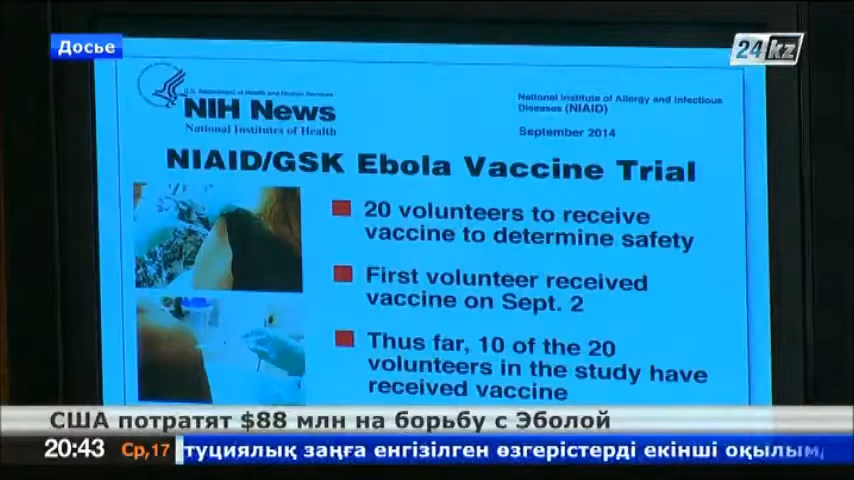 Досье
24kz
U.S. Department of Health and Human Services
NIH News
National Institutes of Health
National Institute of Allergy and Infectious
Diseases (NIAID)
September 2014
NIAID/GSK Ebola Vaccine Trial
20 volunteers to receive
vaccine to determine safety
First volunteer received
vaccine on Sept. 2
Thus far, 10 of the 20
volunteers in the study have
received vaccine
США потратят $88 млн на борьбу с Эболой
20:43 Ср,17 туциялық заңға енгізілген өзгерістерді екінші оқылым,